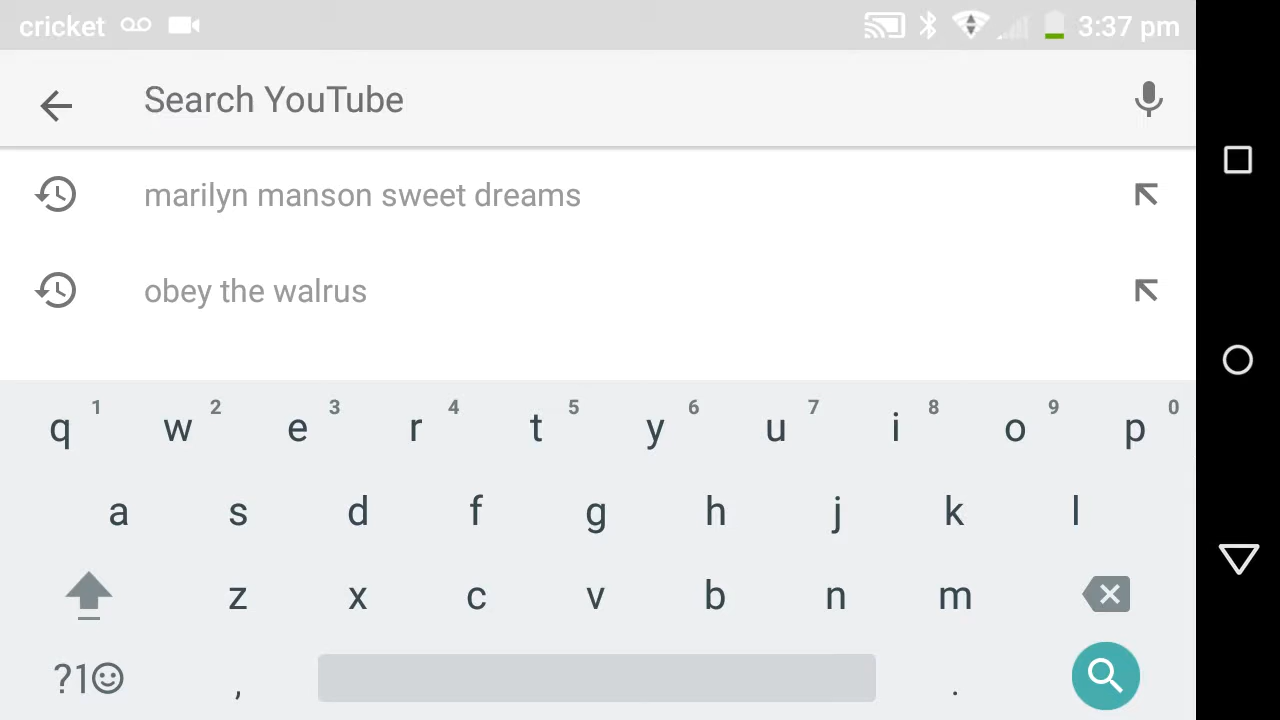 cricket 3:37 pm
Search YouTube
marilyn manson sweet dreams
obey the walrus
1 2 3 4 5 6 7 8 9 0
q w e r t y u i o p
a s d f g h j k l
z x c v b n m
?1☺ , .